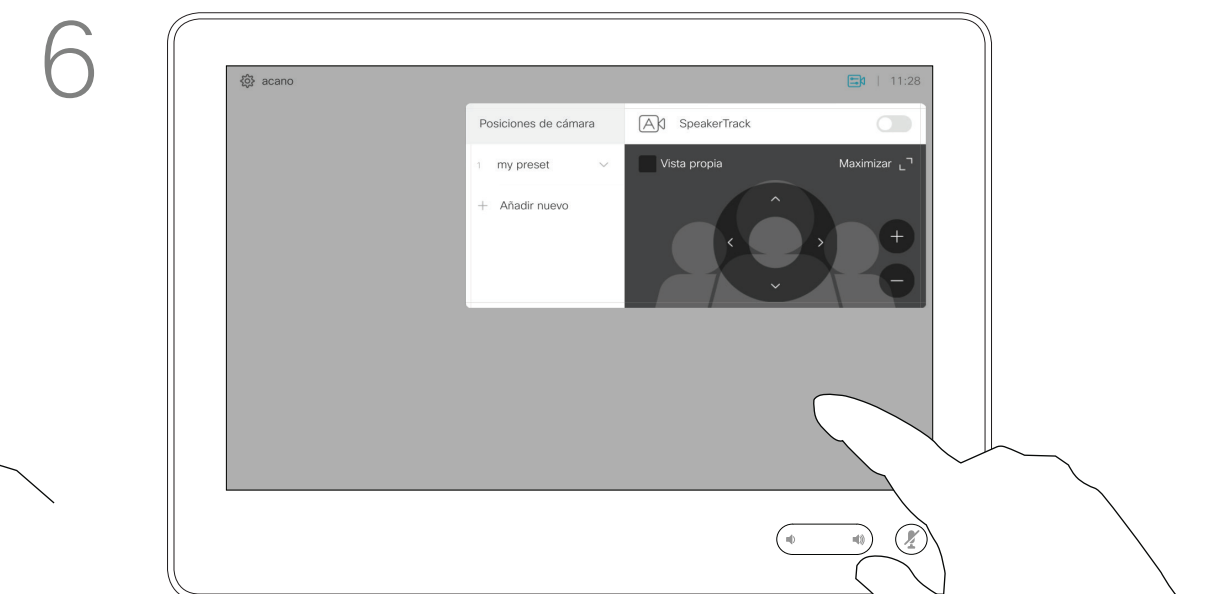 6
acano
11:28
Posiciones de cámara
SpeakerTrack
1 my preset
Vista propia
Maximizar
+ Añadir nuevo